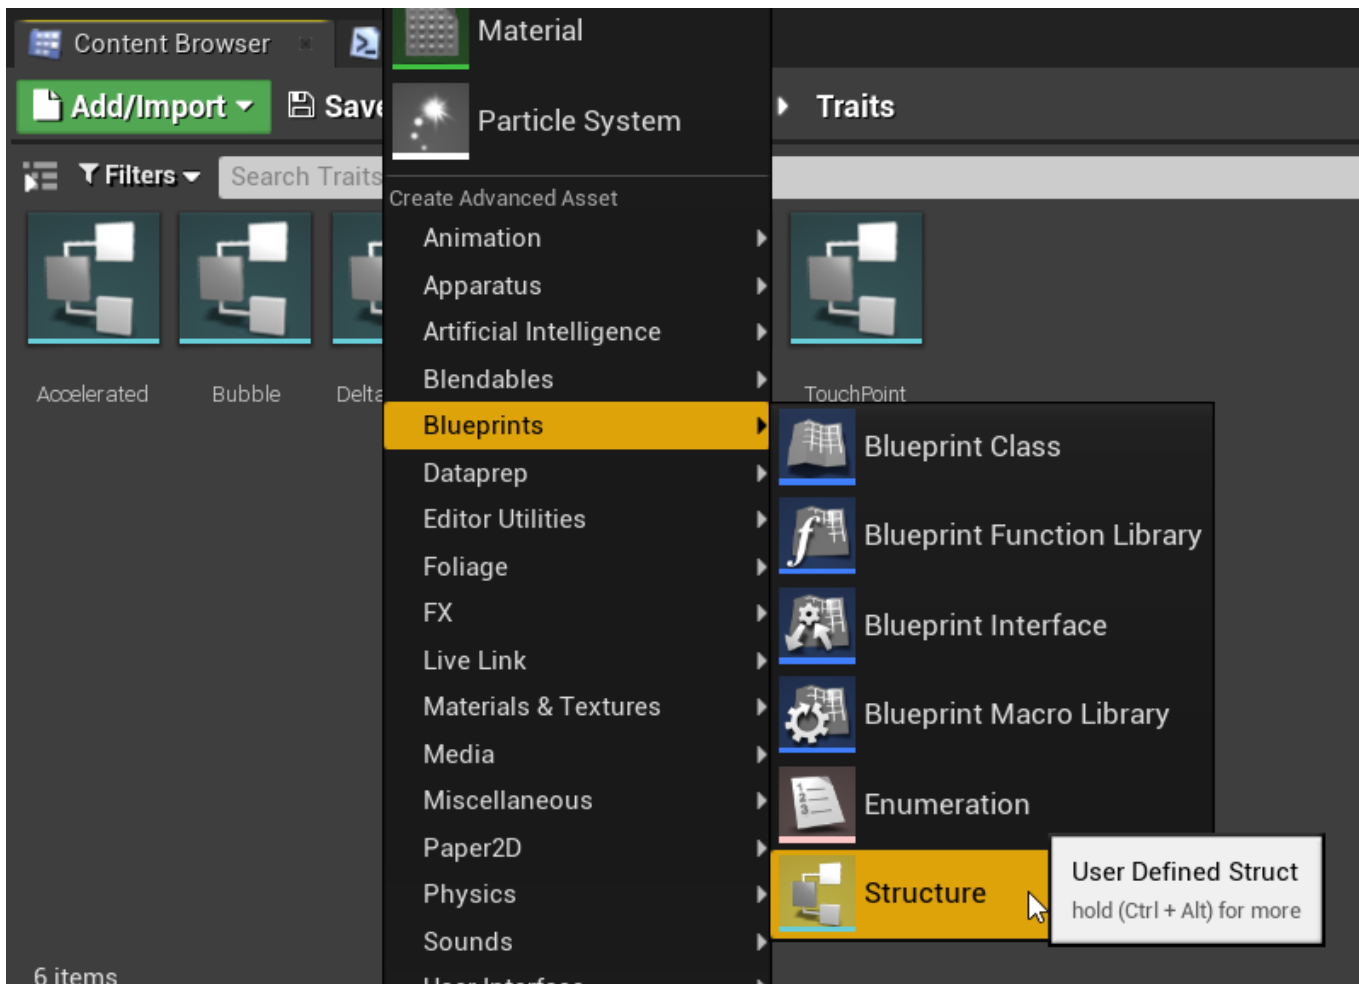 Content Browser
Add/Import
Save
Traits
Filters
Search Traits
Accelerated
Bubble
Delta
TouchPoint
6 items
Material
Particle System
Create Advanced Asset
Animation
Apparatus
Artificial Intelligence
Blendables
Blueprints
Dataprep
Editor Utilities
Foliage
FX
Live Link
Materials & Textures
Media
Miscellaneous
Paper2D
Physics
Sounds
User Interface
Blueprint Class
Blueprint Function Library
Blueprint Interface
Blueprint Macro Library
Enumeration
Structure
User Defined Struct
hold (Ctrl + Alt) for more